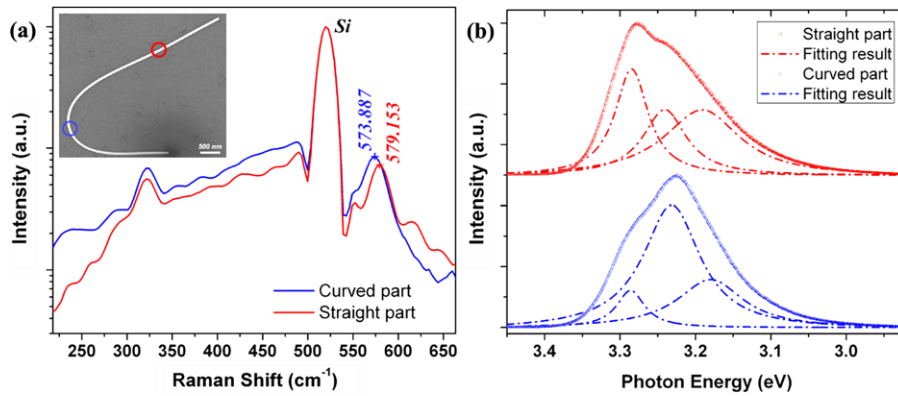 (a)
Si
573.887
579.153
500 nm
Intensity (a.u.)
Curved part
Straight part
250 300 350 400 450 500 550 600 650
Raman Shift (cm-1)
(b)
Straight part
Fitting result
Curved part
Fitting result
Intensity (a.u.)
3.4 3.3 3.2 3.1 3.0
Photon Energy (eV)